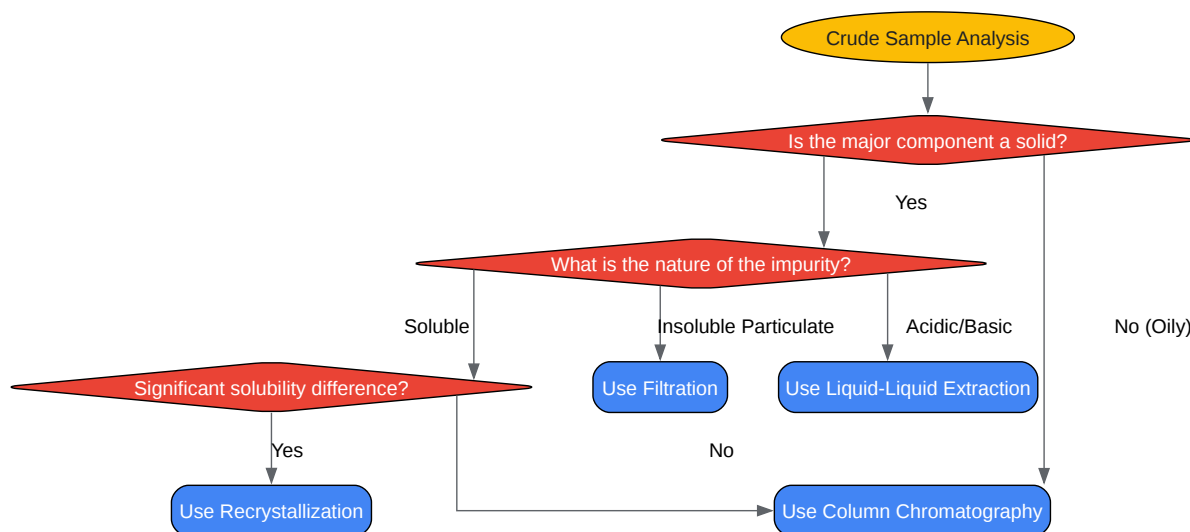 Crude Sample Analysis
Is the major component a solid?
Yes
What is the nature of the impurity?
Soluble
Insoluble Particulate
Acidic/Basic
No (Oily)
Significant solubility difference?
Use Filtration
Use Liquid-Liquid Extraction
Yes
No
Use Recrystallization
Use Column Chromatography